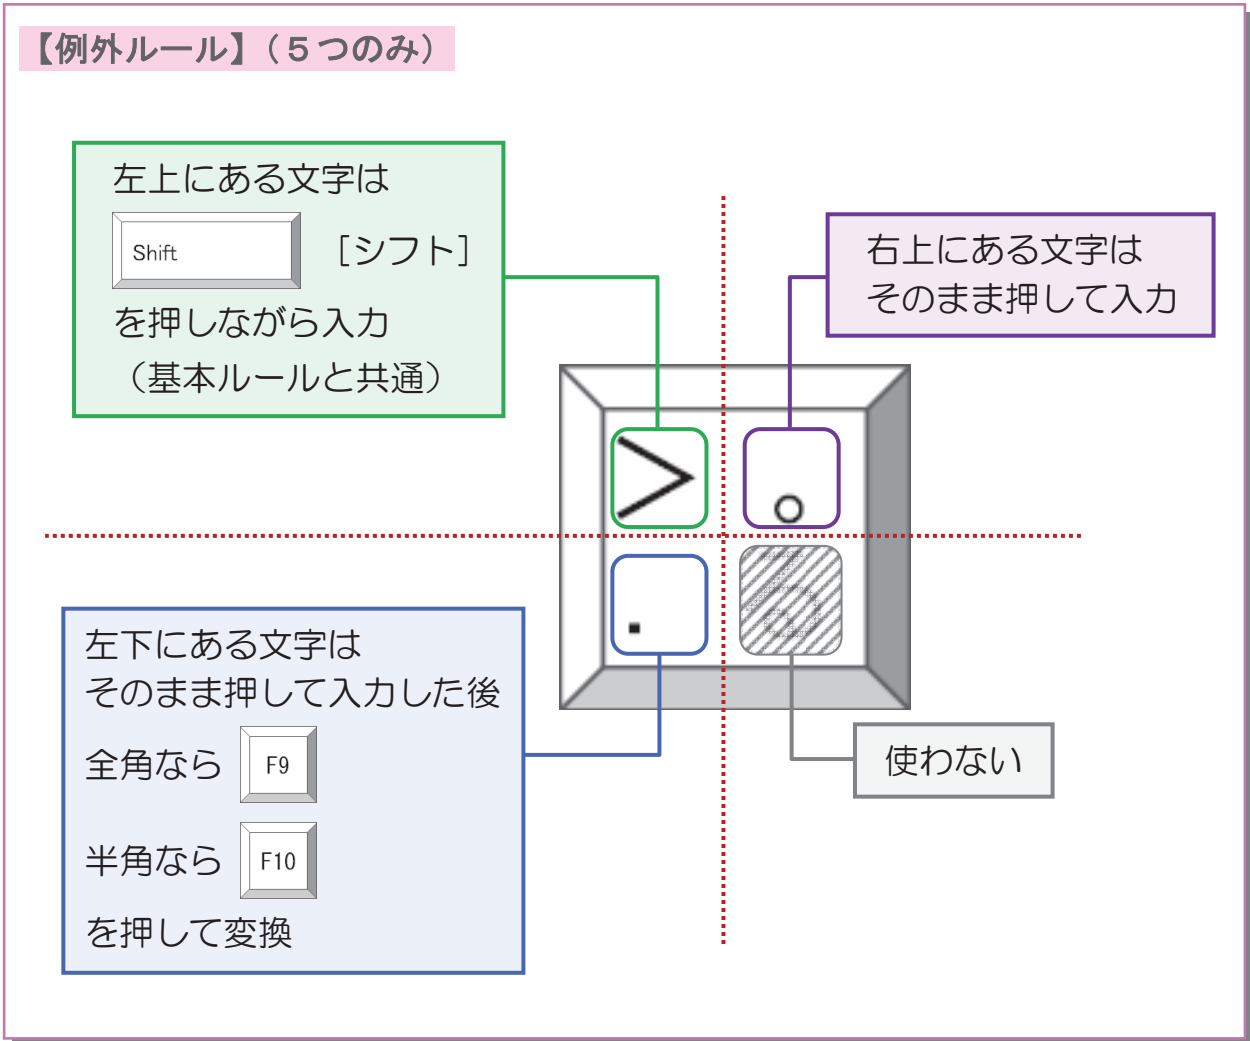 【例外ルール】（５つのみ）
左上にある文字は
Shift ［シフト］
を押しながら入力
（基本ルールと共通）
右上にある文字は
そのまま押して入力
> 。
.
左下にある文字は
そのまま押して入力した後
全角なら F9
半角なら F10
を押して変換
使わない